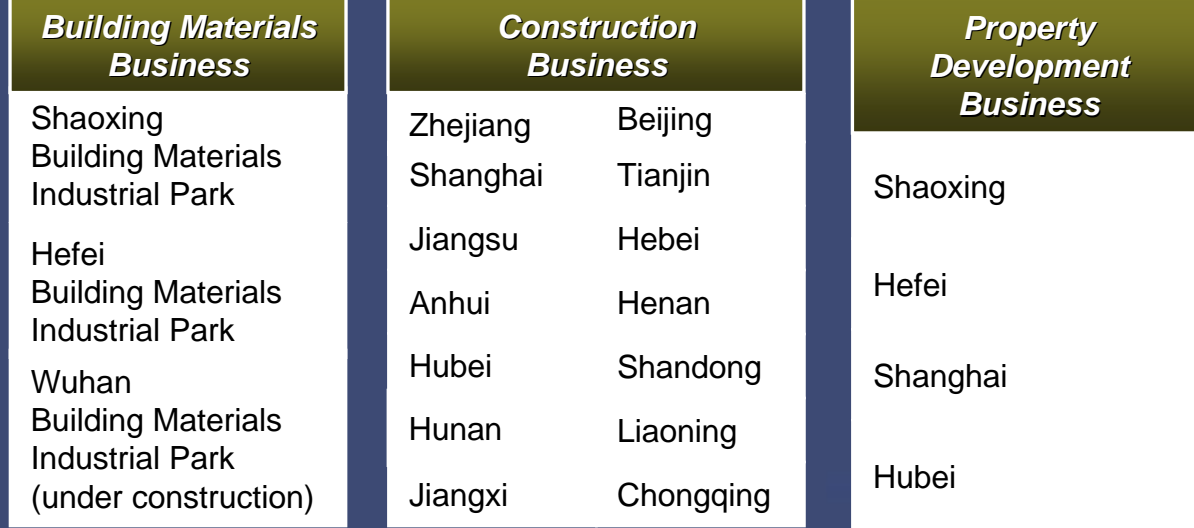 Building Materials
Business
Shaoxing
Building Materials
Industrial Park
Hefei
Building Materials
Industrial Park
Wuhan
Building Materials
Industrial Park
(under construction)
Construction
Business
Zhejiang
Shanghai
Jiangsu
Anhui
Hubei
Hunan
Jiangxi
Beijing
Tianjin
Hebei
Henan
Shandong
Liaoning
Chongqing
Property
Development
Business
Shaoxing
Hefei
Shanghai
Hubei